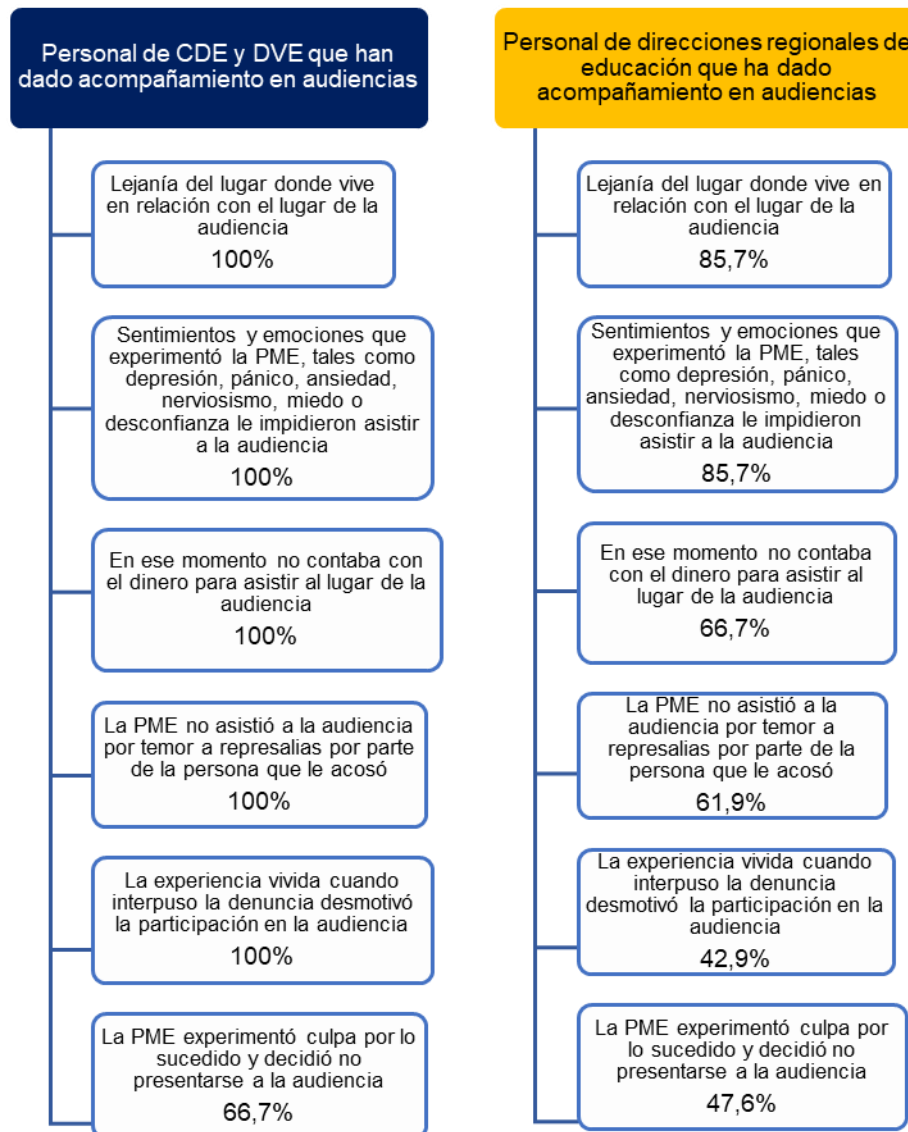 Personal de CDE y DVE que han
dado acompañamiento en audiencias
Lejanía del lugar donde vive
en relación con el lugar de la
audiencia
100%
Sentimientos y emociones que
experimentó la PME, tales como
depresión, pánico, ansiedad,
nerviosismo, miedo o
desconfianza le impidieron asistir
a la audiencia
100%
En ese momento no contaba con
el dinero para asistir al lugar de la
audiencia
100%
La PME no asistió a la audiencia
por temor a represalias por parte
de la persona que le acosó
100%
La experiencia vivida cuando
interpuso la denuncia desmotivó
la participación en la audiencia
100%
La PME experimentó culpa por lo
sucedido y decidió no
presentarse a la audiencia
66,7%
Personal de direcciones regionales de
educación que ha dado
acompañamiento en audiencias
Lejanía del lugar donde vive en
relación con el lugar de la
audiencia
85,7%
Sentimientos y emociones que
experimentó la PME, tales
como depresión, pánico,
ansiedad, nerviosismo, miedo o
desconfianza le impidieron
asistir a la audiencia
85,7%
En ese momento no contaba
con el dinero para asistir al
lugar de la audiencia
66,7%
La PME no asistió a la
audiencia por temor a
represalias por parte de la
persona que le acosó
61,9%
La experiencia vivida cuando
interpuso la denuncia
desmotivó la participación en la
audiencia
42,9%
La PME experimentó culpa por
lo sucedido y decidió no
presentarse a la audiencia
47,6%